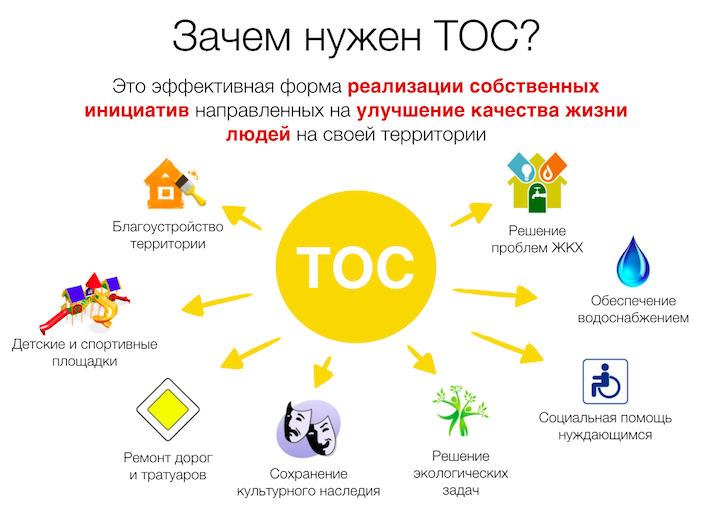 Зачем нужен ТОС?
Это эффективная форма реализации собственных
инициатив направленных на улучшение качества жизни
людей на своей территории
Благоустройство
территории
Решение
проблем ЖКХ
ТОС
Обеспечение
водоснабжением
Детские и спортивные
площадки
Социальная помощь
нуждающимся
Ремонт дорог
и тратуаров
Сохранение
культурного наследия
Решение
экологических
задач